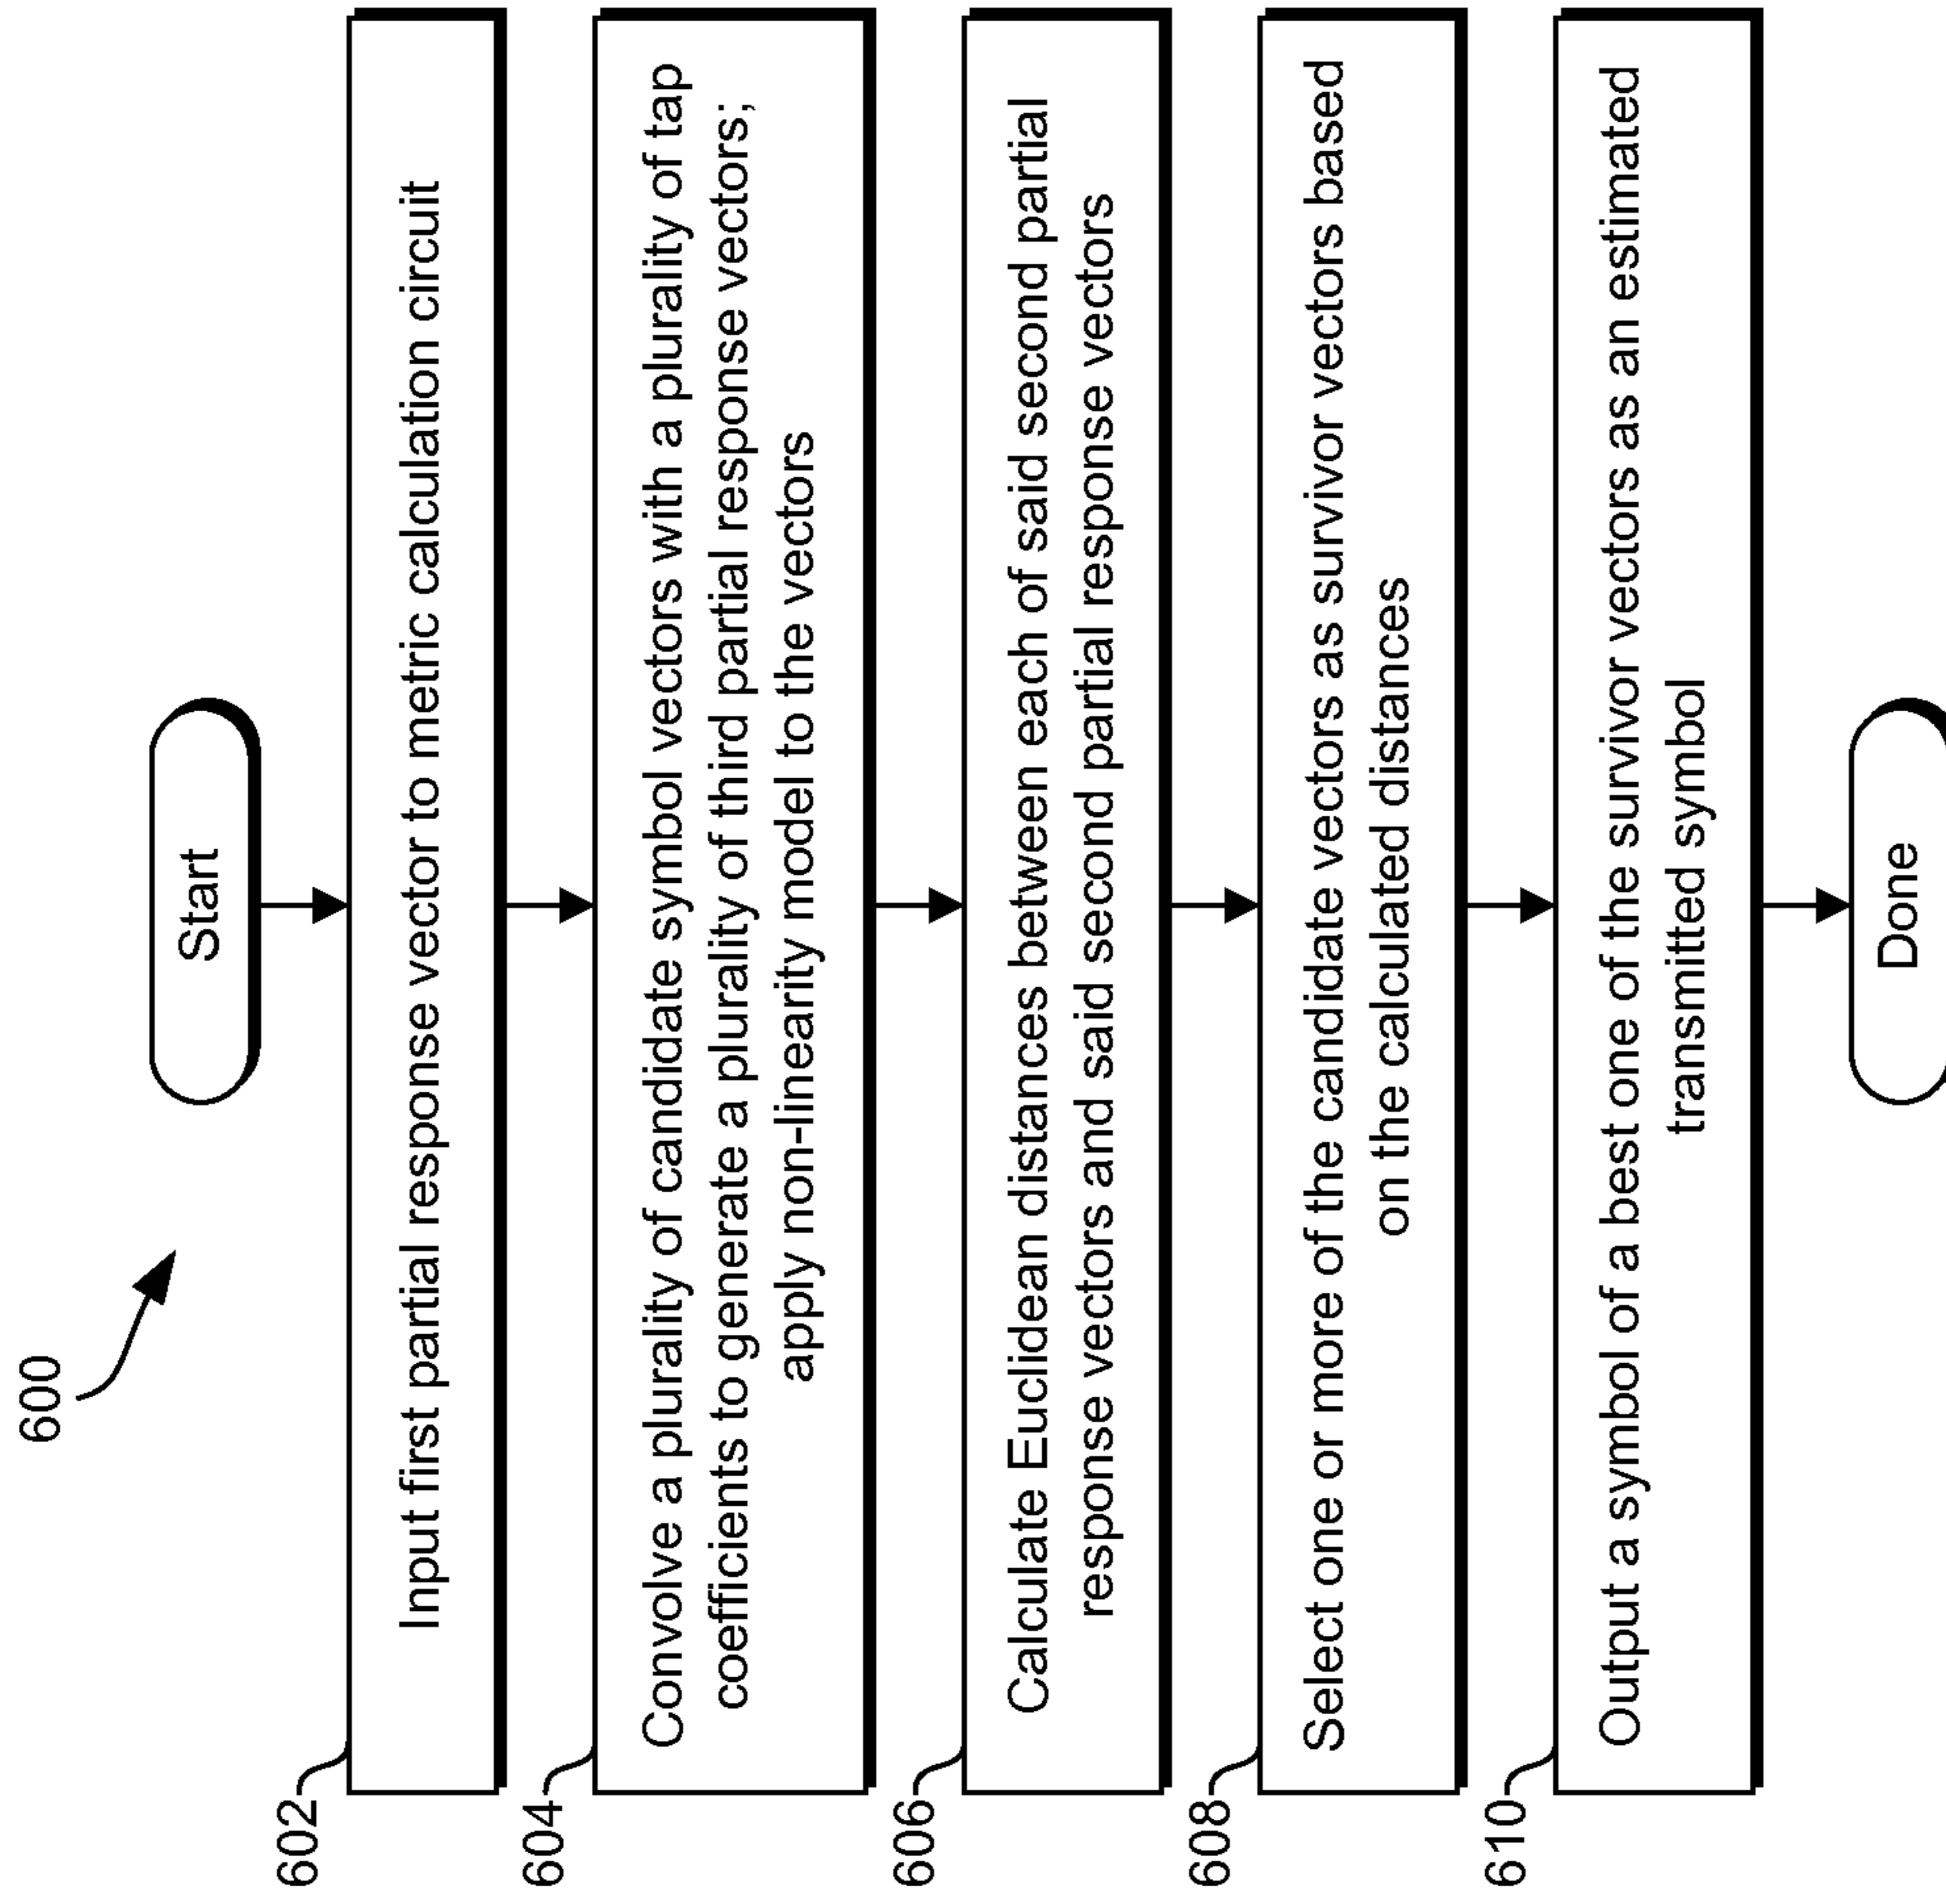 600
Start
602
Input first partial response vector to metric calculation circuit
604
Convolve a plurality of candidate symbol vectors with a plurality of tap
coefficients to generate a plurality of third partial response vectors;
apply non-linearity model to the vectors
606
Calculate Euclidean distances between each of said second partial
response vectors and said second partial response vectors
608
Select one or more of the candidate vectors as survivor vectors based
on the calculated distances
610
Output a symbol of a best one of the survivor vectors as an estimated
transmitted symbol
Done